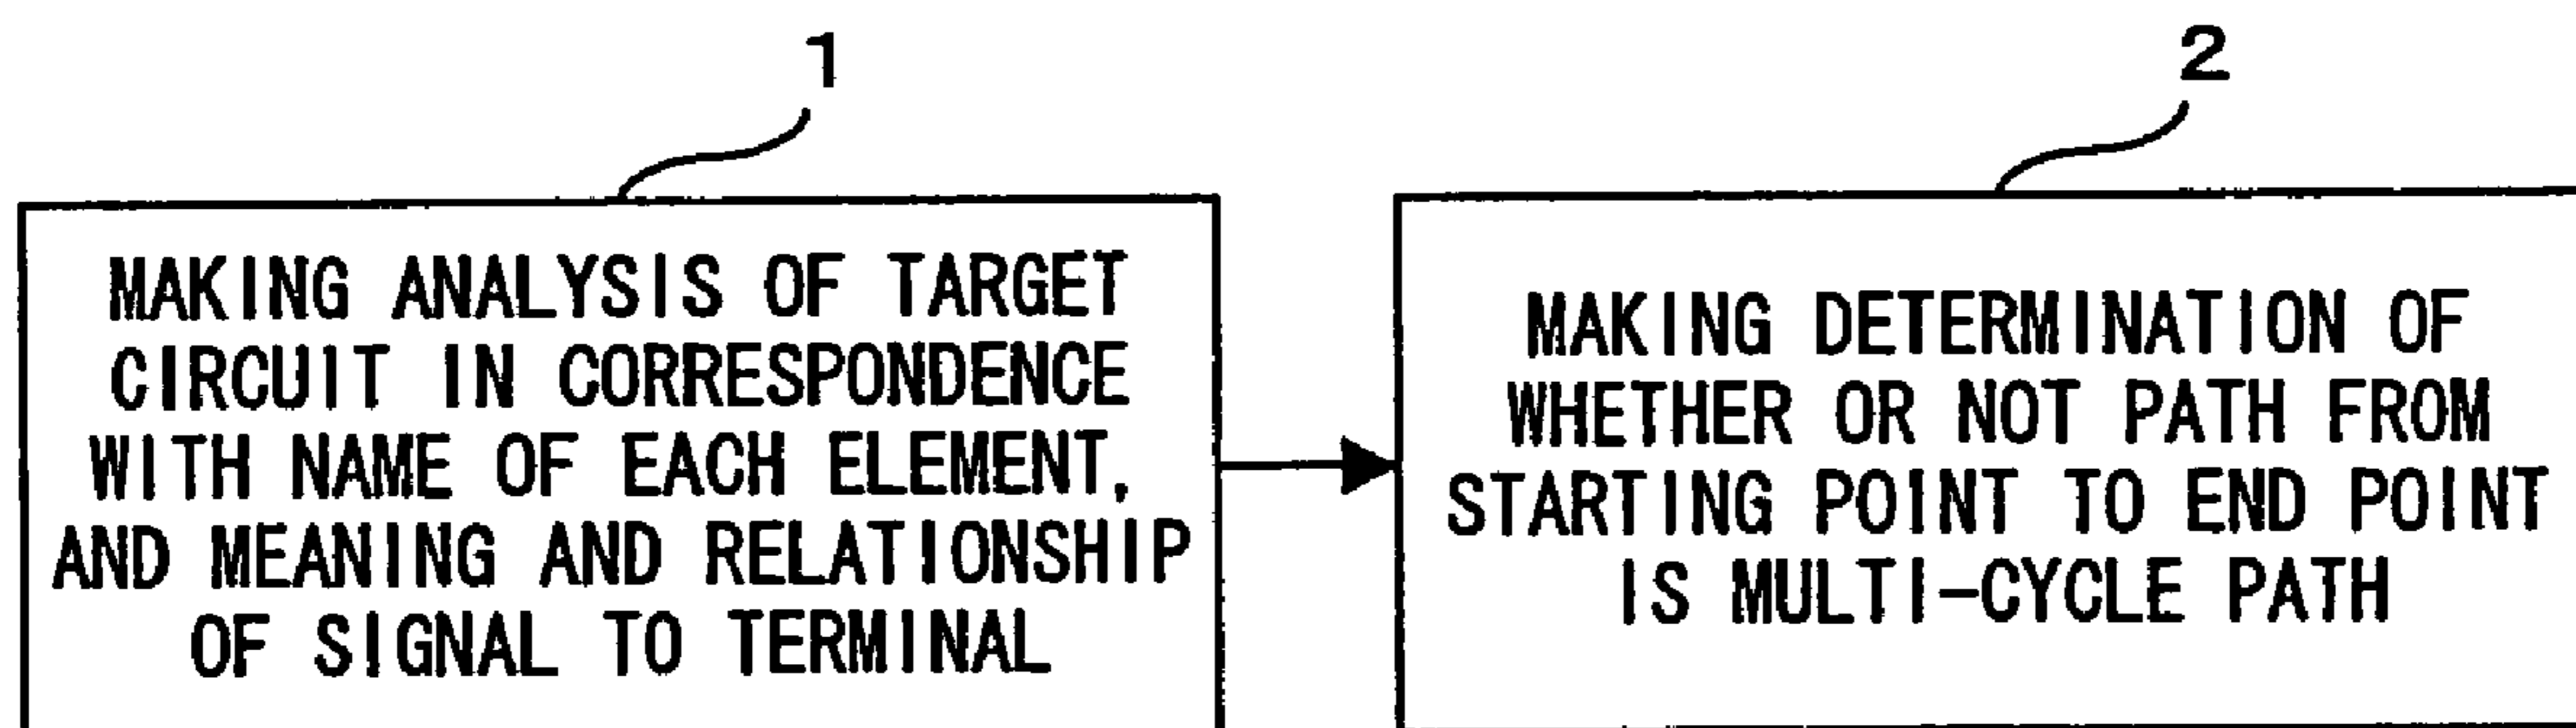 1
MAKING ANALYSIS OF TARGET
CIRCUIT IN CORRESPONDENCE
WITH NAME OF EACH ELEMENT,
AND MEANING AND RELATIONSHIP
OF SIGNAL TO TERMINAL
2
MAKING DETERMINATION OF
WHETHER OR NOT PATH FROM
STARTING POINT TO END POINT
IS MULTI-CYCLE PATH